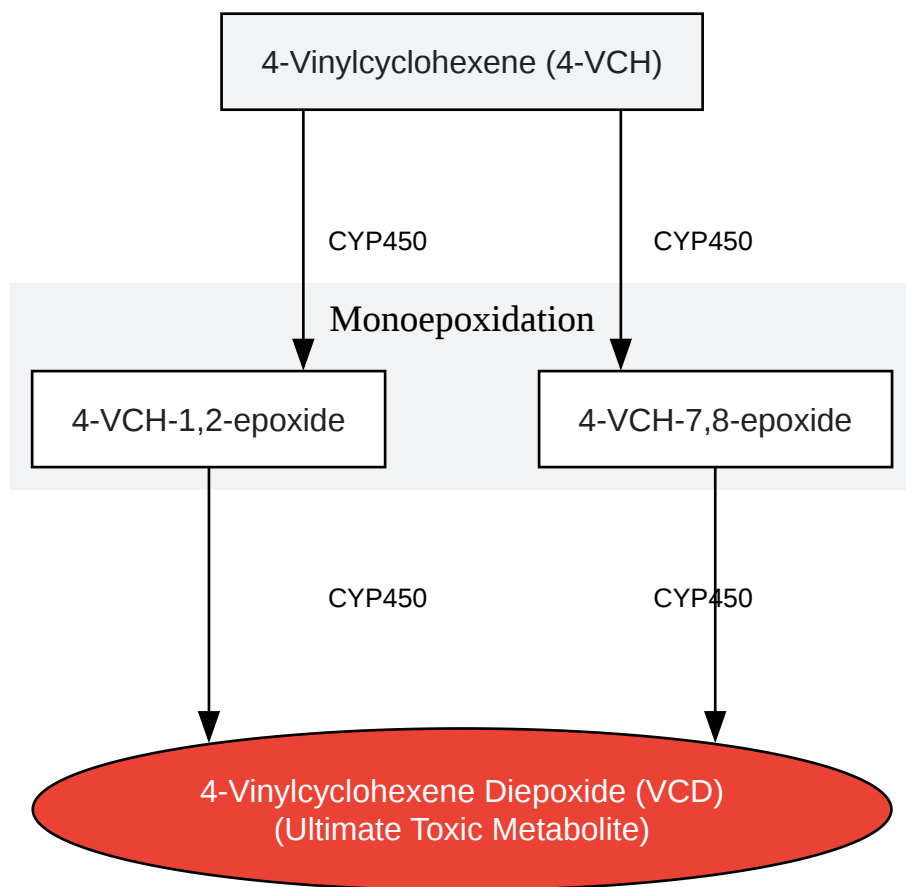 4-Vinylcyclohexene (4-VCH)
CYP450
CYP450
Monoepoxidation
4-VCH-1,2-epoxide
4-VCH-7,8-epoxide
CYP450
CYP450
4-Vinylcyclohexene Diepoxide (VCD)
(Ultimate Toxic Metabolite)